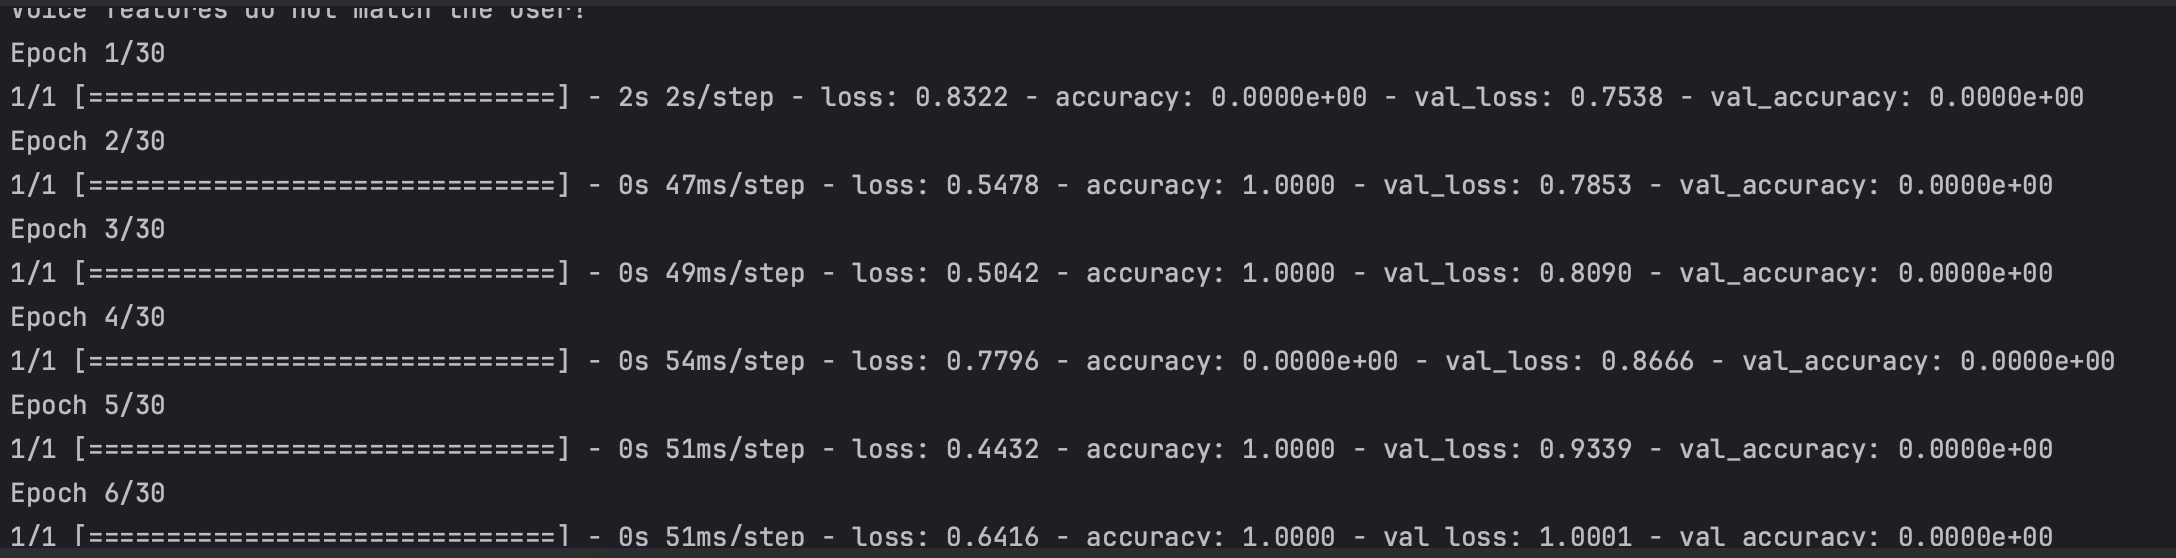 Voice features do not match the user!
Epoch 1/30
1/1 [==============================] - 2s 2s/step - loss: 0.8322 - accuracy: 0.0000e+00 - val_loss: 0.7538 - val_accuracy: 0.0000e+00
Epoch 2/30
1/1 [==============================] - 0s 47ms/step - loss: 0.5478 - accuracy: 1.0000 - val_loss: 0.7853 - val_accuracy: 0.0000e+00
Epoch 3/30
1/1 [==============================] - 0s 49ms/step - loss: 0.5042 - accuracy: 1.0000 - val_loss: 0.8090 - val_accuracy: 0.0000e+00
Epoch 4/30
1/1 [==============================] - 0s 54ms/step - loss: 0.7796 - accuracy: 0.0000e+00 - val_loss: 0.8666 - val_accuracy: 0.0000e+00
Epoch 5/30
1/1 [==============================] - 0s 51ms/step - loss: 0.4432 - accuracy: 1.0000 - val_loss: 0.9339 - val_accuracy: 0.0000e+00
Epoch 6/30
1/1 [==============================] - 0s 51ms/step - loss: 0.6416 - accuracy: 1.0000 - val_loss: 1.0001 - val_accuracy: 0.0000e+00